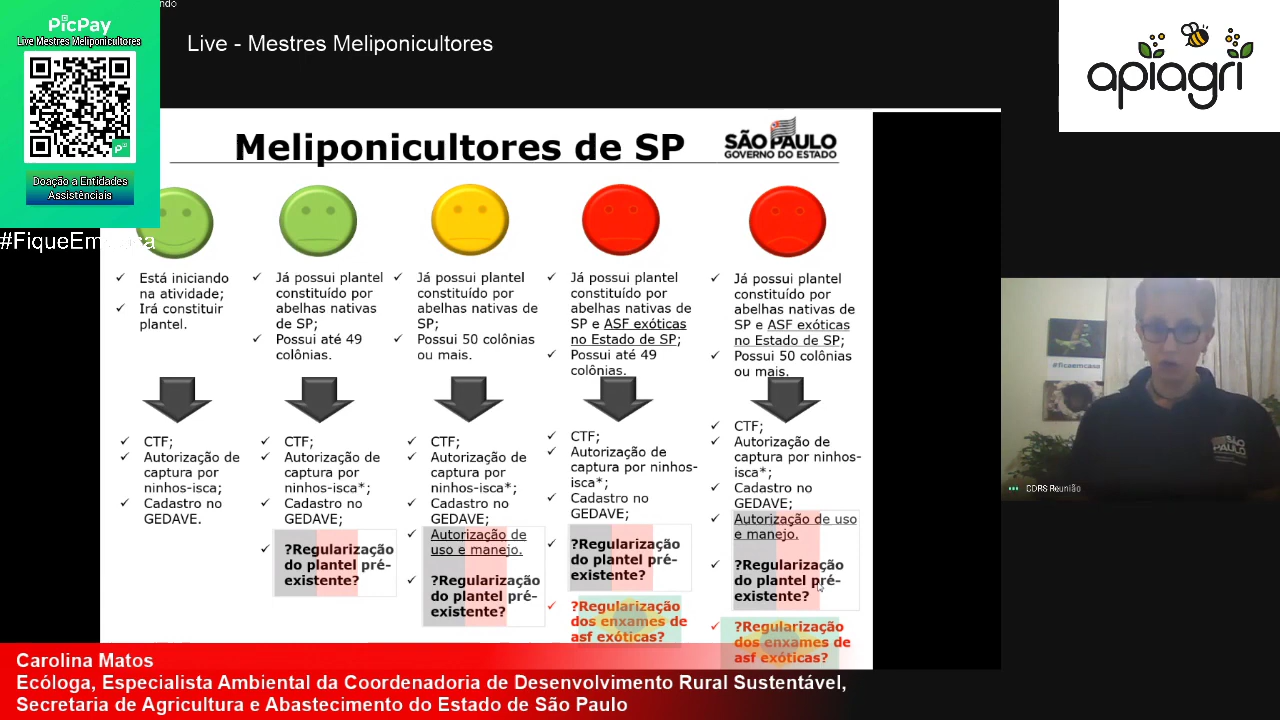 ndo
PicPay
Live Mestres Meliponicultores
Doação a Entidades
Assistênciais
#FiqueEmCasa
Live - Mestres Meliponicultores
apiagri
Meliponicultores de SP
SÃO PAULO
GOVERNO DO ESTADO
✓ Está iniciando
na atividade;
✓ Irá constituir
plantel.
✓ CTF;
✓ Autorização de
captura por
ninhos-isca;
✓ Cadastro no
GEDAVE.
✓ Já possui plantel
constituído por
abelhas nativas
de SP;
✓ Possui até 49
colônias.
✓ CTF;
✓ Autorização de
captura por
ninhos-isca*;
✓ Cadastro no
GEDAVE;
✓ ?Regularização
do plantel pré-
existente?
✓ Já possui plantel
constituído por
abelhas nativas de
SP;
✓ Possui 50 colônias
ou mais.
✓ CTF;
✓ Autorização de
captura por
ninhos-isca*;
✓ Cadastro no
GEDAVE;
✓ Autorização de
uso e manejo.
✓ ?Regularização
do plantel pré-
existente?
✓ Já possui plantel
constituído por
abelhas nativas de
SP e ASF exóticas
no Estado de SP;
✓ Possui até 49
colônias.
✓ CTF;
✓ Autorização de
captura por ninhos-
isca*;
✓ Cadastro no
GEDAVE;
✓ ?Regularização
do plantel pré-
existente?
✓ ?Regularização
dos enxames de
asf exóticas?
✓ Já possui plantel
constituído por
abelhas nativas de
SP e ASF exóticas
no Estado de SP;
✓ Possui 50 colônias
ou mais.
✓ CTF;
✓ Autorização de
captura por ninhos-
isca*;
✓ Cadastro no
GEDAVE;
✓ Autorização de uso
e manejo.
✓ ?Regularização
do plantel pré-
existente?
✓ ?Regularização
dos enxames de
asf exóticas?
#ficaemcasa
SÃO
PAULO
CDRS Reunião
Carolina Matos
Ecóloga, Especialista Ambiental da Coordenadoria de Desenvolvimento Rural Sustentável,
Secretaria de Agricultura e Abastecimento do Estado de São Paulo